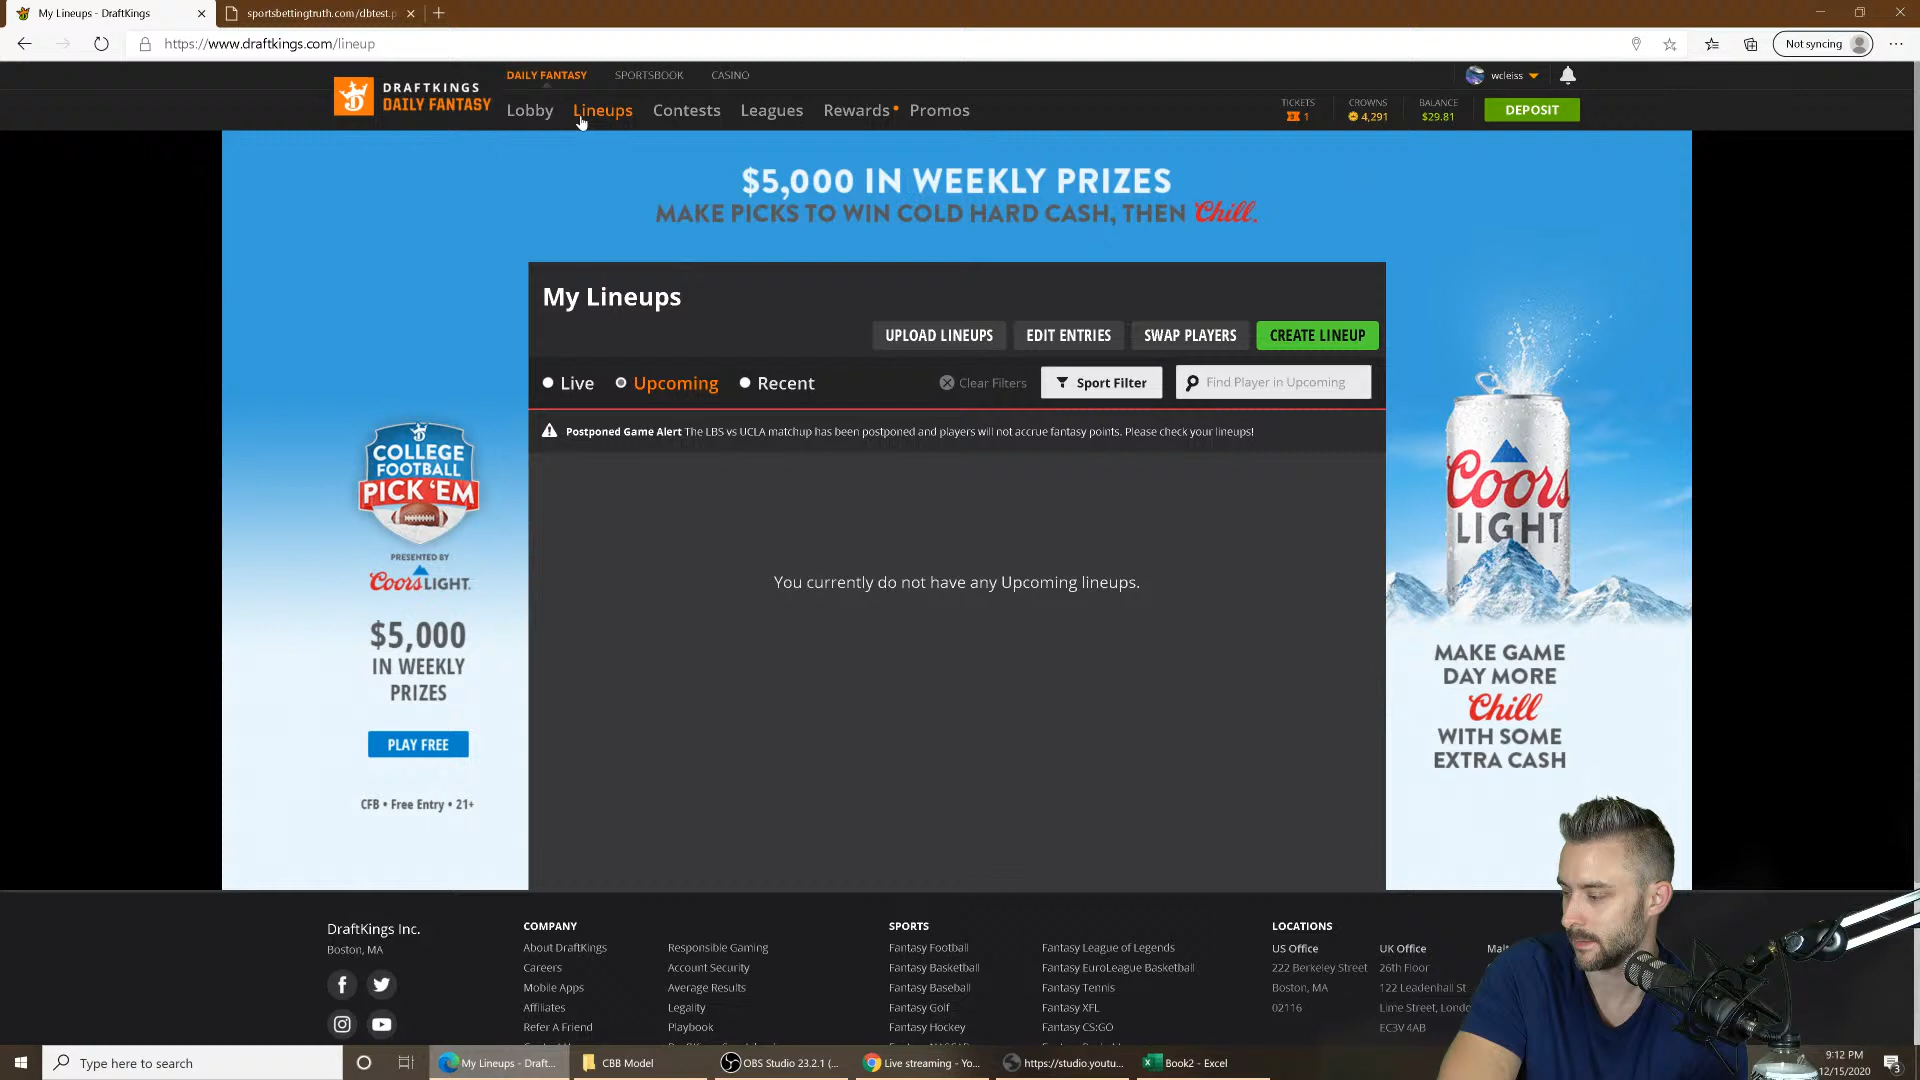 My Lineups - DraftKings
sportsbettingtruth.com/dbtest.p
https://www.draftkings.com/lineup
Not syncing
DRAFTKINGS
DAILY FANTASY
DAILY FANTASY SPORTSBOOK CASINO
wcleiss
Lobby Lineups Contests Leagues Rewards Promos
TICKETS
1
CROWNS
4,291
BALANCE
$29.81
DEPOSIT
$5,000 IN WEEKLY PRIZES
MAKE PICKS TO WIN COLD HARD CASH, THEN Chill.
My Lineups
UPLOAD LINEUPS EDIT ENTRIES SWAP PLAYERS CREATE LINEUP
Live Upcoming Recent
Clear Filters Sport Filter Find Player in Upcoming
Postponed Game Alert The LBS vs UCLA matchup has been postponed and players will not accrue fantasy points. Please check your lineups!
You currently do not have any Upcoming lineups.
COLLEGE
FOOTBALL
PICK 'EM
PRESENTED BY
Coors LIGHT.
$5,000
IN WEEKLY
PRIZES
PLAY FREE
CFB • Free Entry • 21+
Coors
LIGHT
MAKE GAME
DAY MORE
Chill
WITH SOME
EXTRA CASH
DraftKings Inc.
Boston, MA
COMPANY
About DraftKings
Careers
Mobile Apps
Affiliates
Refer A Friend
Responsible Gaming
Account Security
Average Results
Legality
Playbook
SPORTS
Fantasy Football
Fantasy Basketball
Fantasy Baseball
Fantasy Golf
Fantasy Hockey
Fantasy League of Legends
Fantasy EuroLeague Basketball
Fantasy Tennis
Fantasy XFL
Fantasy CS:GO
LOCATIONS
US Office
222 Berkeley Street
Boston, MA
02116
UK Office
26th Floor
122 Leadenhall St
Lime Street, Londo
EC3V 4AB
Malt
Type here to search
My Lineups - Draft...
CBB Model
OBS Studio 23.2.1 (...
Live streaming - Yo...
https://studio.youtu...
Book2 - Excel
9:12 PM
12/15/2020
3